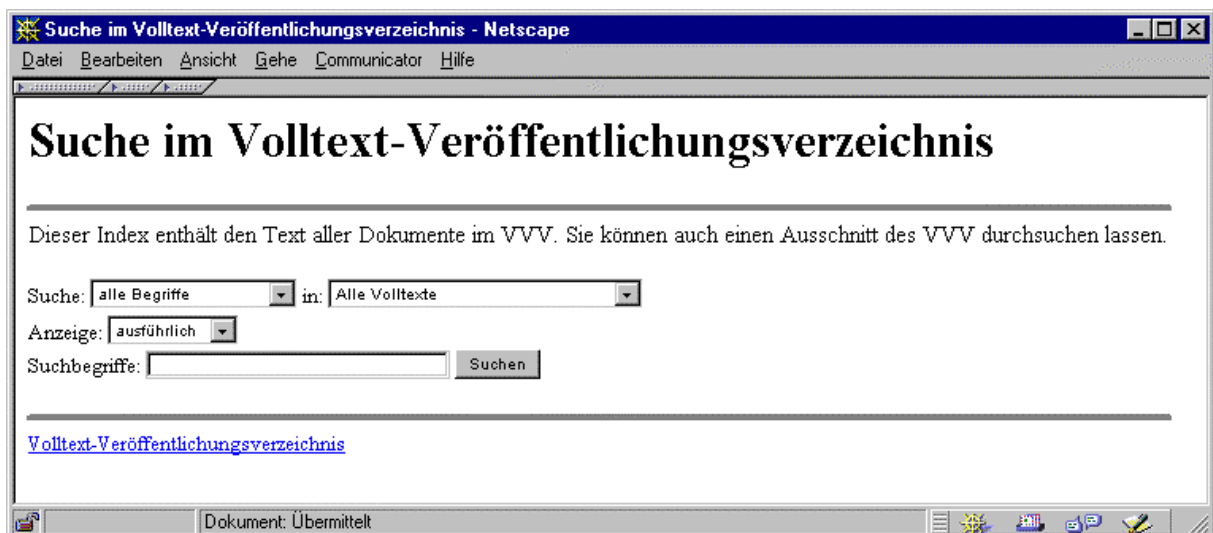 Suche im Volltext-Veröffentlichungsverzeichnis - Netscape
Datei Bearbeiten Ansicht Gehe Communicator Hilfe
Suche im Volltext-Veröffentlichungsverzeichnis
Dieser Index enthält den Text aller Dokumente im VVV. Sie können auch einen Ausschnitt des VVV durchsuchen lassen.
Suche: alle Begriffe in: Alle Volltexte
Anzeige: ausführlich
Suchbegriffe: Suchen
Volltext-Veröffentlichungsverzeichnis
Dokument: Übermittelt